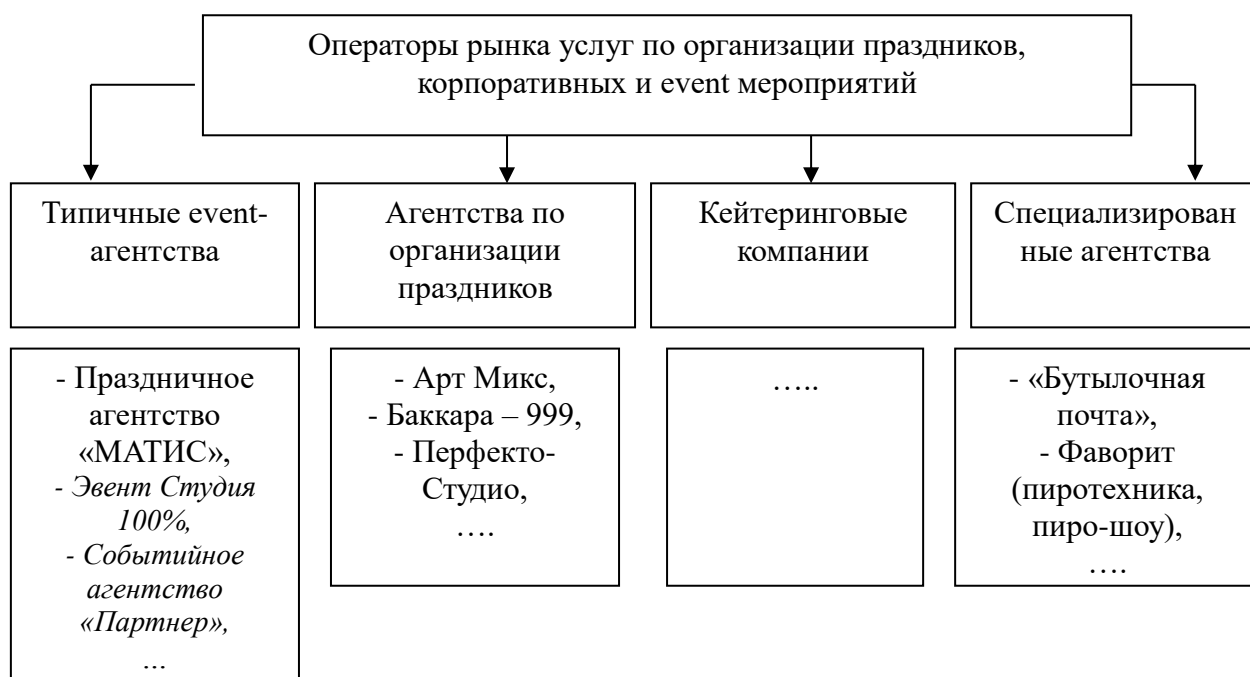 Операторы рынка услуг по организации праздников,
корпоративных и event мероприятий
Типичные event-
агентства
Агентства по
организации
праздников
Кейтеринговые
компании
Специализирован
ные агентства
- Праздничное
агентство
«МАТИС»,
- Эвент Студия
100%,
- Событийное
агентство
«Партнер»,
...
- Арт Микс,
- Баккара – 999,
- Перфекто-
Студио,
….
…..
- «Бутылочная
почта»,
- Фаворит
(пиротехника,
пиро-шоу),
….